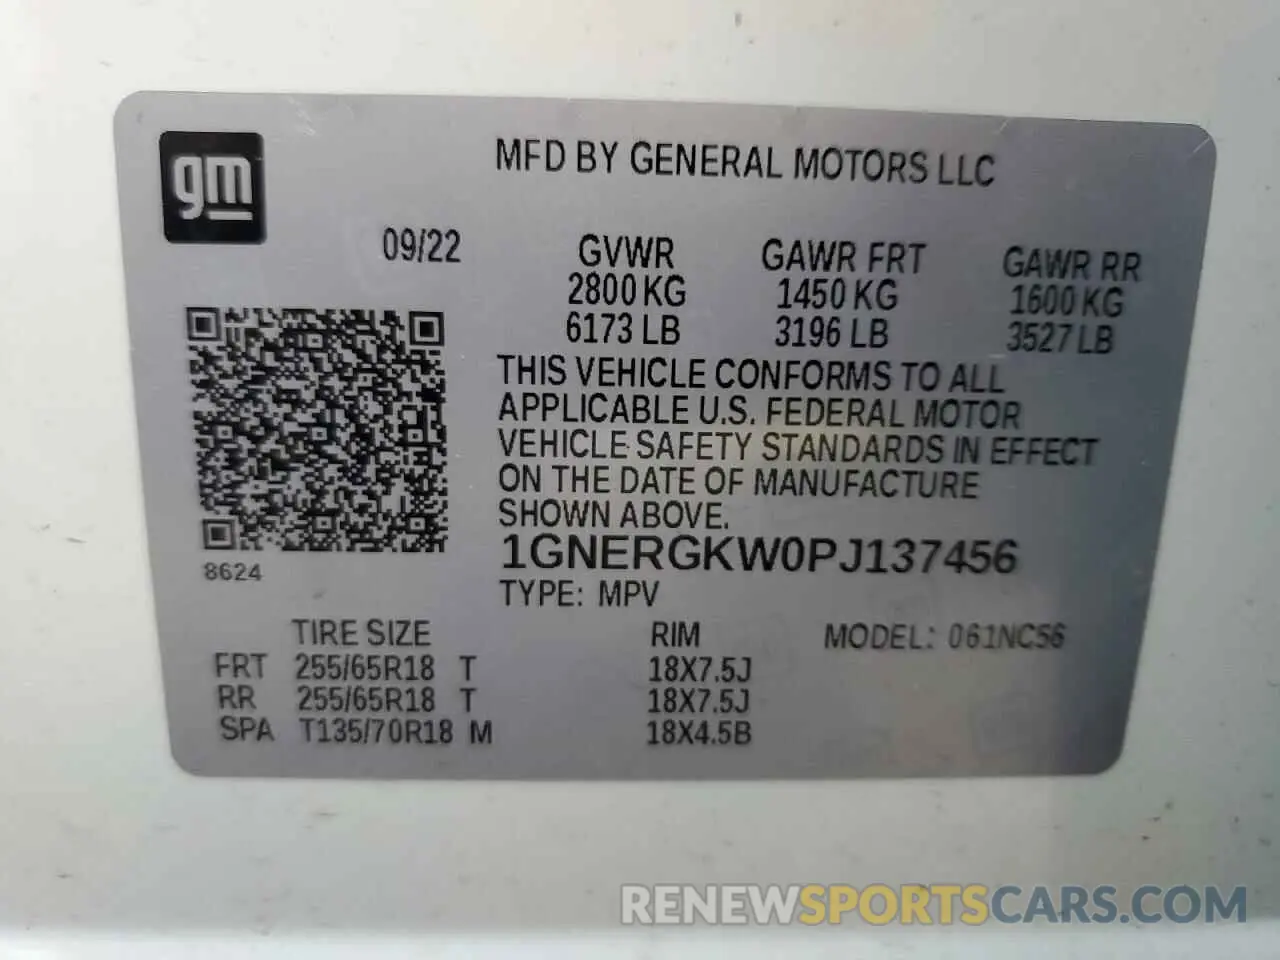 gm
MFD BY GENERAL MOTORS LLC
09/22
GVWR GAWR FRT GAWR RR
2800 KG 1450 KG 1600 KG
6173 LB 3196 LB 3527 LB
THIS VEHICLE CONFORMS TO ALL
APPLICABLE U.S. FEDERAL MOTOR
VEHICLE SAFETY STANDARDS IN EFFECT
ON THE DATE OF MANUFACTURE
SHOWN ABOVE.
1GNERGKW0PJ137456
8624
TYPE: MPV
TIRE SIZE RIM MODEL: 061NC56
FRT 255/65R18 T 18X7.5J
RR 255/65R18 T 18X7.5J
SPA T135/70R18 M 18X4.5B
RENEWSPORTSCARS.COM